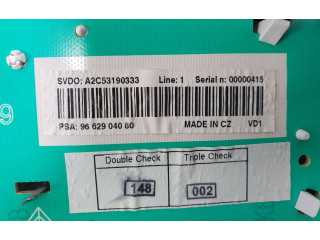 SVDO: A2C53190333 Line: 1 Serial n: 00000415
PSA: 96 629 040 80 MADE IN CZ VD1
Double Check Triple Check
148 002
9